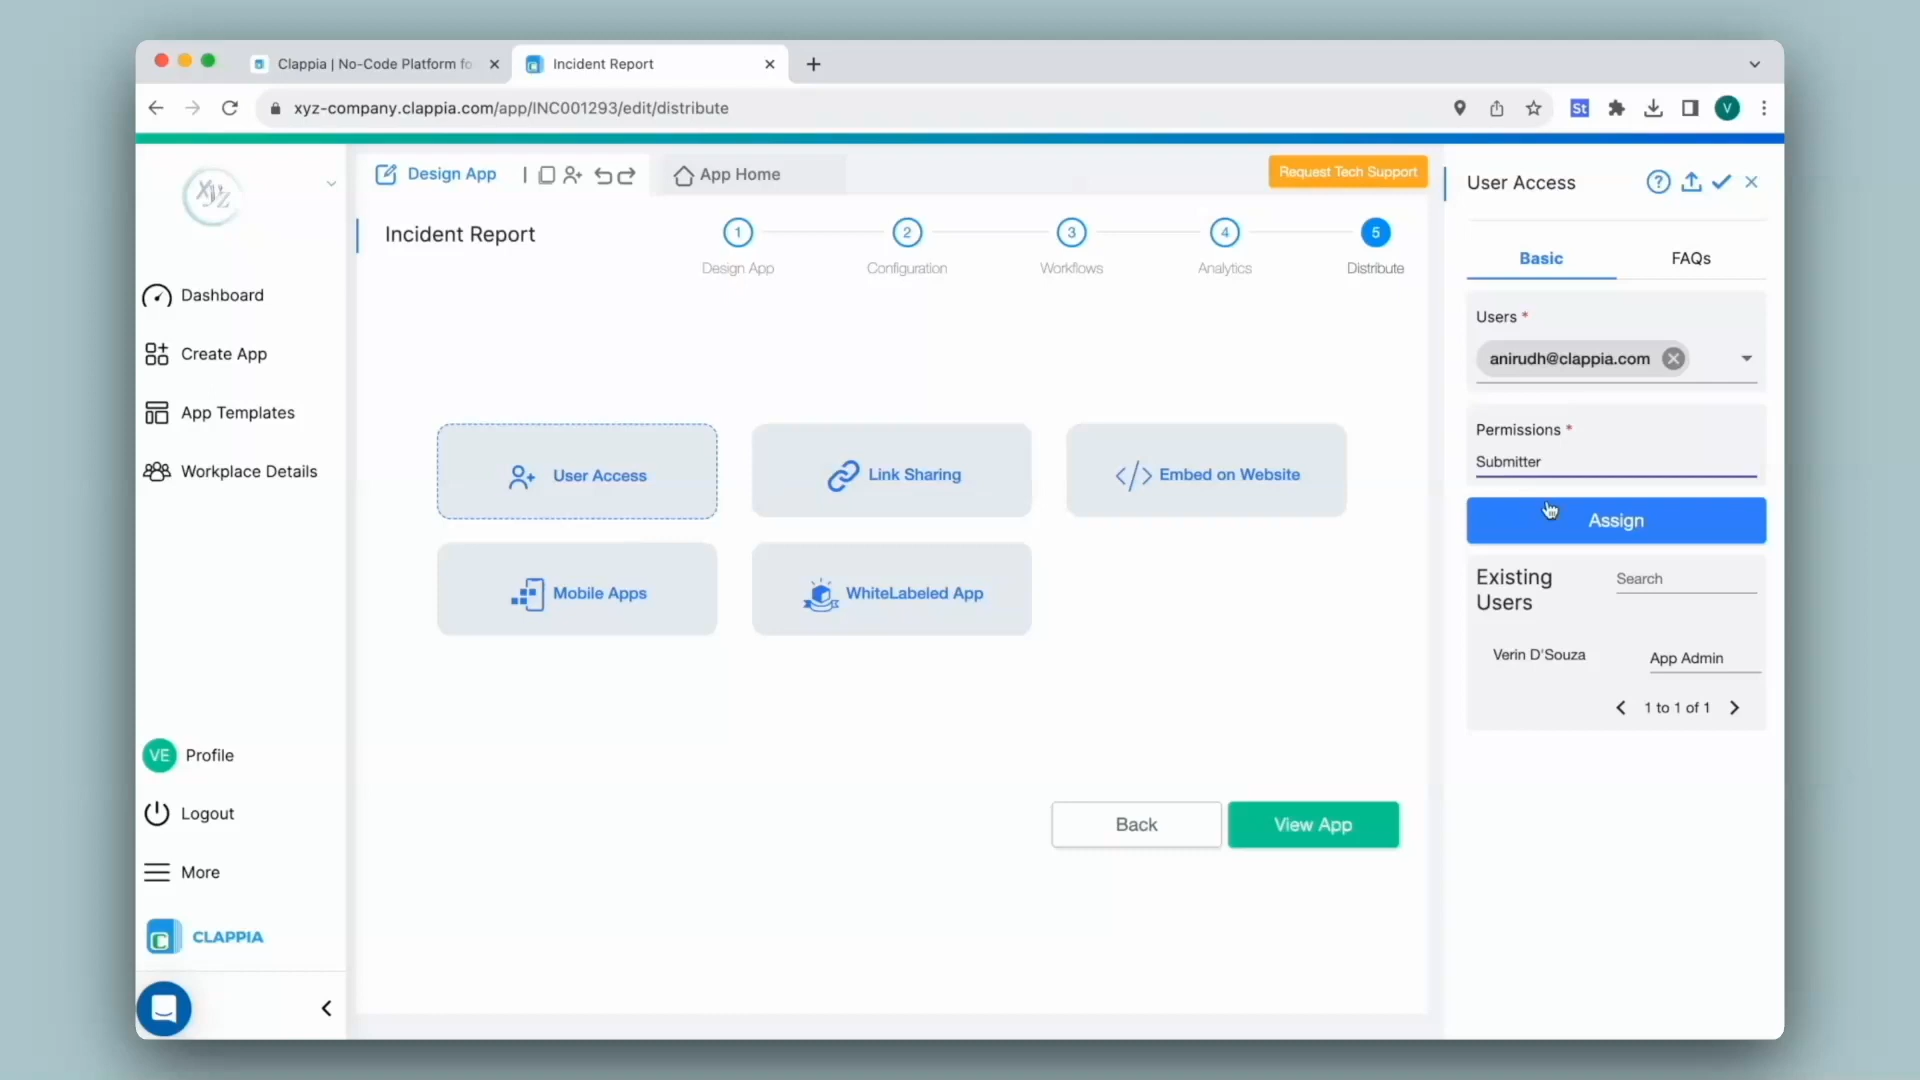 Clappia | No-Code Platform fo
Incident Report
xyz-company.clappia.com/app/INC001293/edit/distribute
St
V
XYZ
Design App
App Home
Request Tech Support
User Access
Incident Report
1
2
3
4
5
Design App
Configuration
Workflows
Analytics
Distribute
Basic
FAQs
Dashboard
Create App
App Templates
Workplace Details
Users *
anirudh@clappia.com
Permissions *
Submitter
Assign
User Access
Link Sharing
Embed on Website
Mobile Apps
WhiteLabeled App
Existing
Users
Search
Verin D'Souza
App Admin
1 to 1 of 1
VE
Profile
Logout
More
CLAPPIA
Back
View App